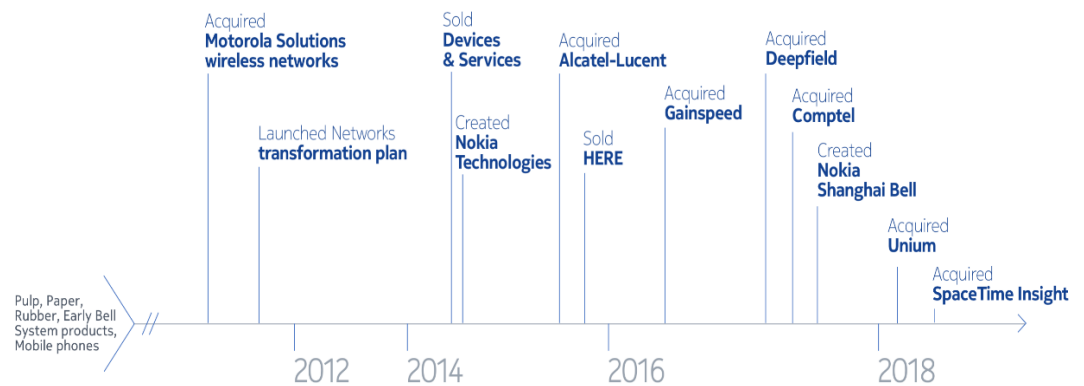 Acquired
Motorola Solutions
wireless networks
Launched Networks
transformation plan
Sold
Devices
& Services
Created
Nokia
Technologies
Acquired
Alcatel-Lucent
Sold
HERE
Acquired
Gainspeed
Acquired
Deepfield
Acquired
Comptel
Created
Nokia
Shanghai Bell
Acquired
Unium
Acquired
SpaceTime Insight
Pulp, Paper,
Rubber, Early Bell
System products,
Mobile phones
2012
2014
2016
2018